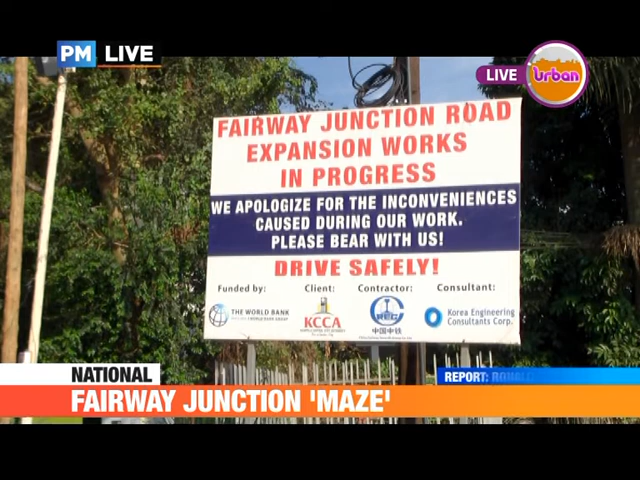 PM LIVE
LIVE Urban
FAIRWAY JUNCTION ROAD
EXPANSION WORKS
IN PROGRESS
WE APOLOGIZE FOR THE INCONVENIENCES
CAUSED DURING OUR WORK.
PLEASE BEAR WITH US!
DRIVE SAFELY!
Funded by: Client: Contractor: Consultant:
THE WORLD BANK
KCCA
中国中铁
Korea Engineering
Consultants Corp.
NATIONAL
REPORT:
FAIRWAY JUNCTION 'MAZE'